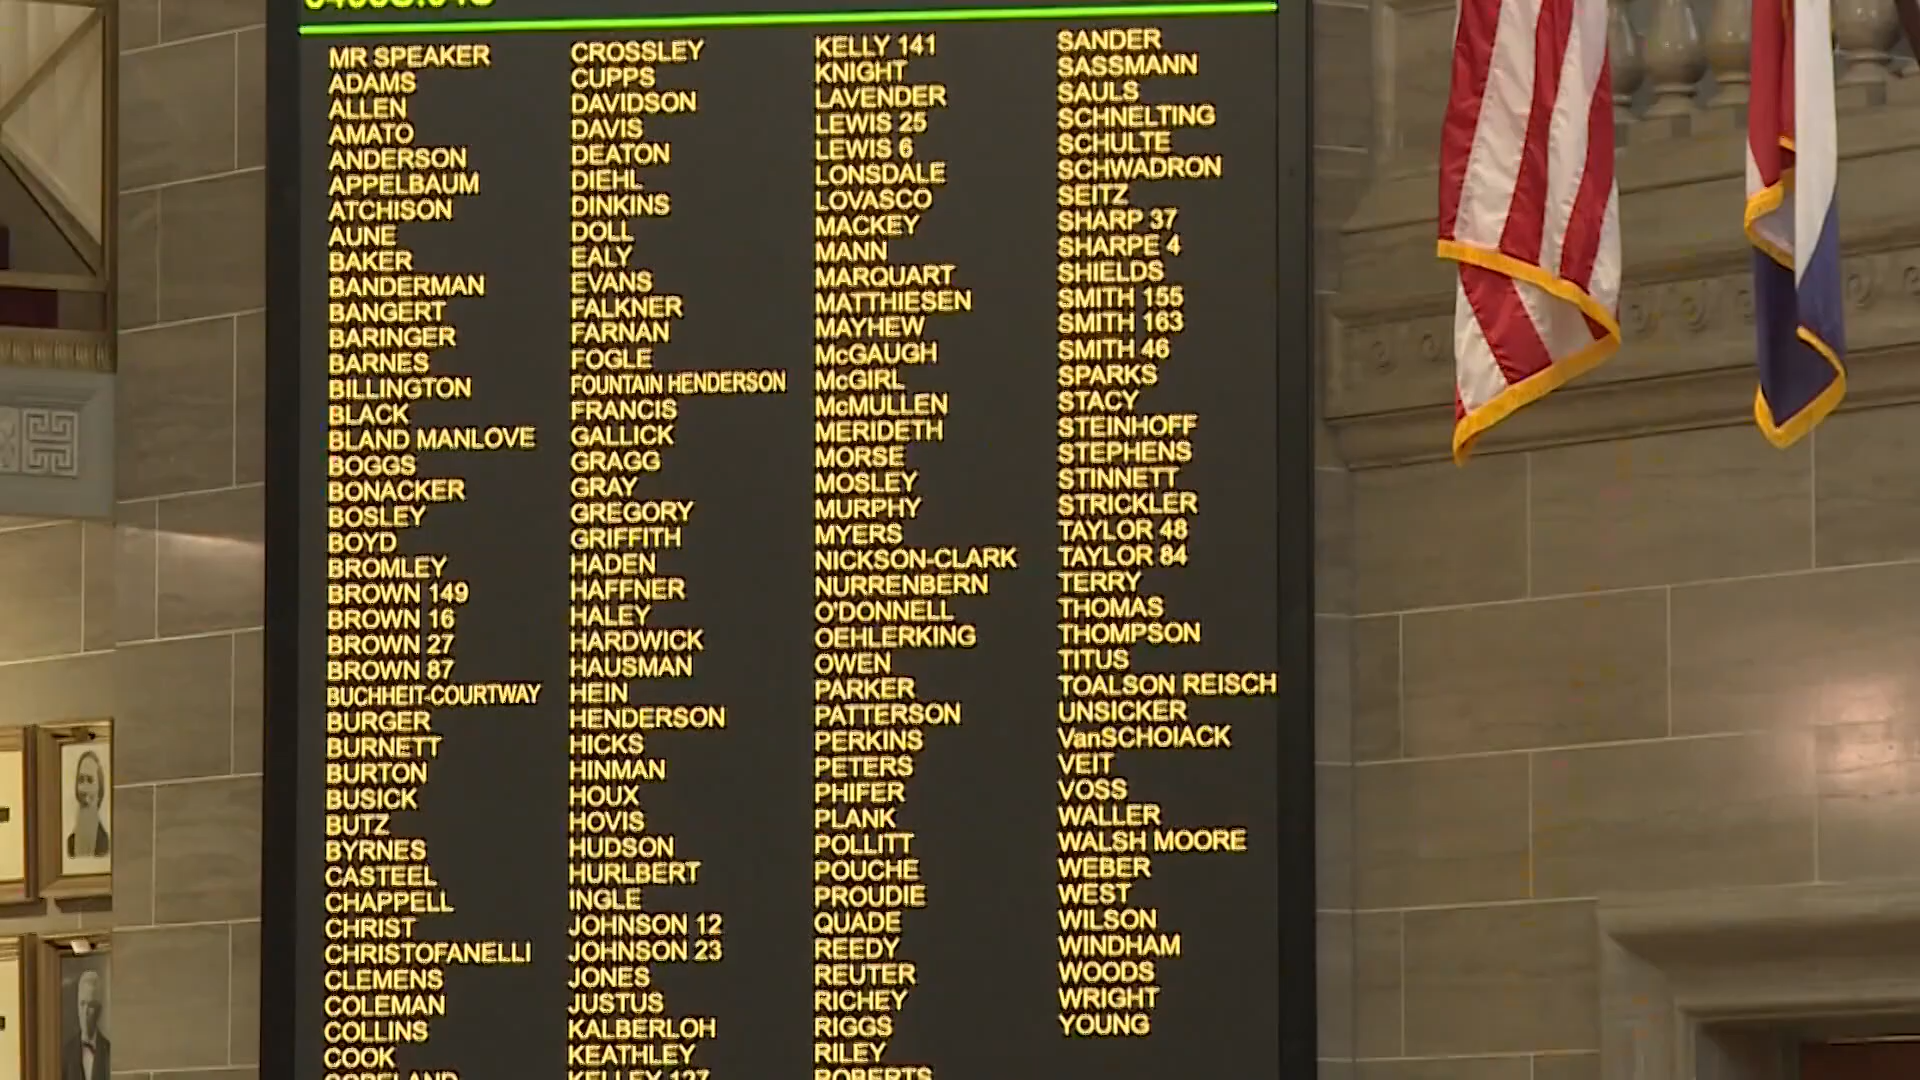 MR SPEAKER
ADAMS
ALLEN
AMATO
ANDERSON
APPELBAUM
ATCHISON
AUNE
BAKER
BANDERMAN
BANGERT
BARINGER
BARNES
BILLINGTON
BLACK
BLAND MANLOVE
BOGGS
BONACKER
BOSLEY
BOYD
BROMLEY
BROWN 149
BROWN 16
BROWN 27
BROWN 87
BUCHHEIT-COURTWAY
BURGER
BURNETT
BURTON
BUSICK
BUTZ
BYRNES
CASTEEL
CHAPPELL
CHRIST
CHRISTOFANELLI
CLEMENS
COLEMAN
COLLINS
COOK
COPELAND
CROSSLEY
CUPPS
DAVIDSON
DAVIS
DEATON
DIEHL
DINKINS
DOLL
EALY
EVANS
FALKNER
FARNAN
FOGLE
FOUNTAIN HENDERSON
FRANCIS
GALLICK
GRAGG
GRAY
GREGORY
GRIFFITH
HADEN
HAFFNER
HALEY
HARDWICK
HAUSMAN
HEIN
HENDERSON
HICKS
HINMAN
HOUX
HOVIS
HUDSON
HURLBERT
INGLE
JOHNSON 12
JOHNSON 23
JONES
JUSTUS
KALBERLOH
KEATHLEY
KELLEY 127
KELLY 141
KNIGHT
LAVENDER
LEWIS 25
LEWIS 6
LONSDALE
LOVASCO
MACKEY
MANN
MARQUART
MATTHIESEN
MAYHEW
McGAUGH
McGIRL
McMULLEN
MERIDETH
MORSE
MOSLEY
MURPHY
MYERS
NICKSON-CLARK
NURRENBERN
O'DONNELL
OEHLERKING
OWEN
PARKER
PATTERSON
PERKINS
PETERS
PHIFER
PLANK
POLLITT
POUCHE
PROUDIE
QUADE
REEDY
REUTER
RICHEY
RIGGS
RILEY
ROBERTS
SANDER
SASSMANN
SAULS
SCHNELTING
SCHULTE
SCHWADRON
SEITZ
SHARP 37
SHARPE 4
SHIELDS
SMITH 155
SMITH 163
SMITH 46
SPARKS
STACY
STEINHOFF
STEPHENS
STINNETT
STRICKLER
TAYLOR 48
TAYLOR 84
TERRY
THOMAS
THOMPSON
TITUS
TOALSON REISCH
UNSICKER
VanSCHOIACK
VEIT
VOSS
WALLER
WALSH MOORE
WEBER
WEST
WILSON
WINDHAM
WOODS
WRIGHT
YOUNG